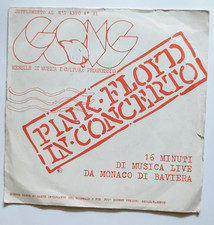 GONG
MENSILE DI MUSICA E CULTURA PROGRESSIVA
PINK FLOYD
IN CONCERTO
16 MINUTI
DI MUSICA LIVE
DA MONACO DI BAVIERA